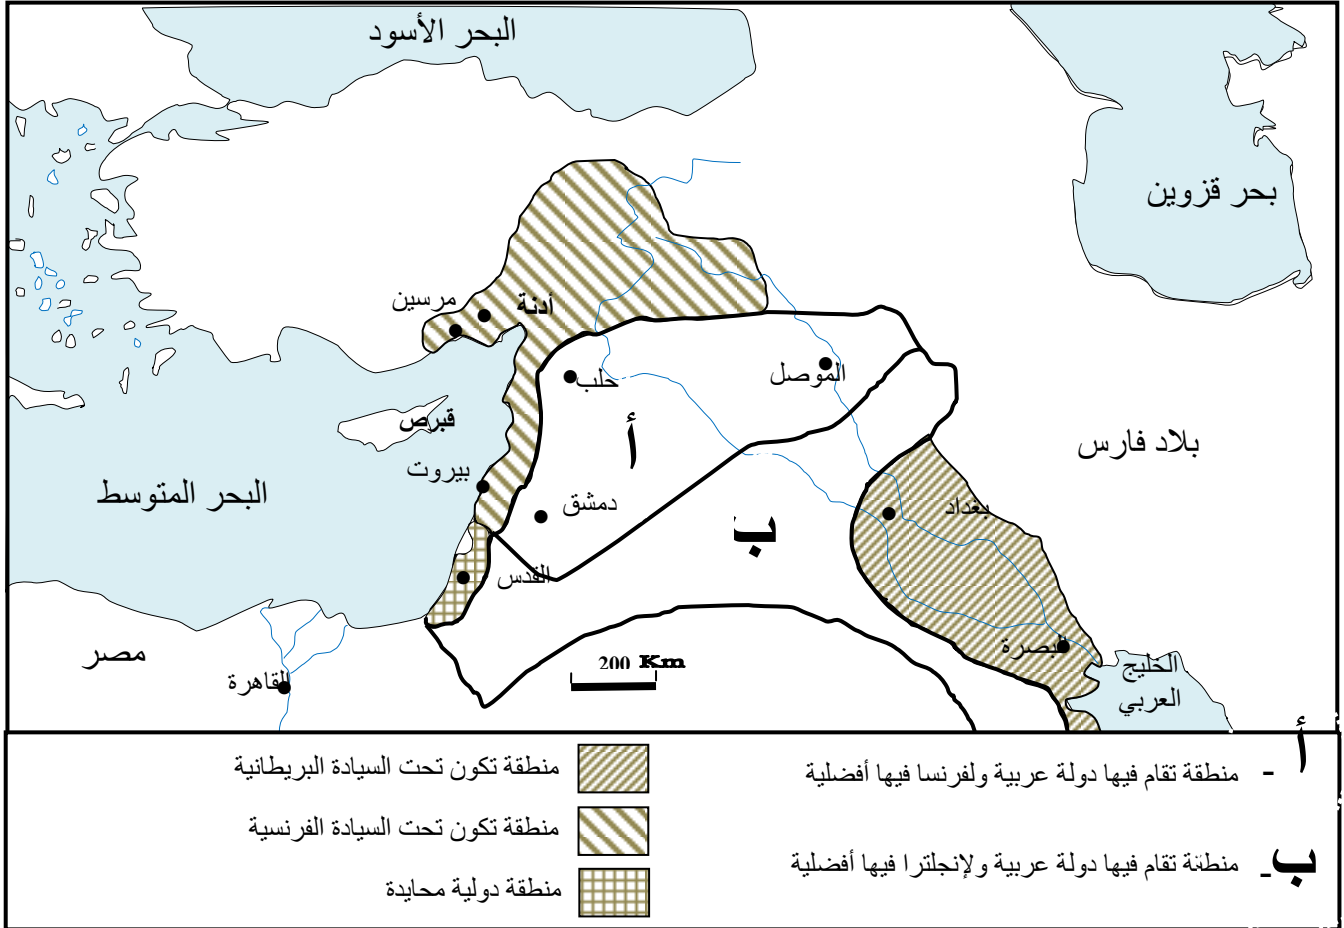 البحر الأسود
بحر قزوين
مرسين
أدنة
حلب
الموصل
قبرص
أ
بلاد فارس
بيروت
البحر المتوسط
دمشق
بغداد
ب
القدس
مصر
200 Km
البصرة
الخليج
العربي
القاهرة
أ - منطقة تقام فيها دولة عربية ولفرنسا فيها أفضلية
ب - منطقة تقام فيها دولة عربية ولإنجلترا فيها أفضلية
منطقة تكون تحت السيادة البريطانية
منطقة تكون تحت السيادة الفرنسية
منطقة دولية محايدة